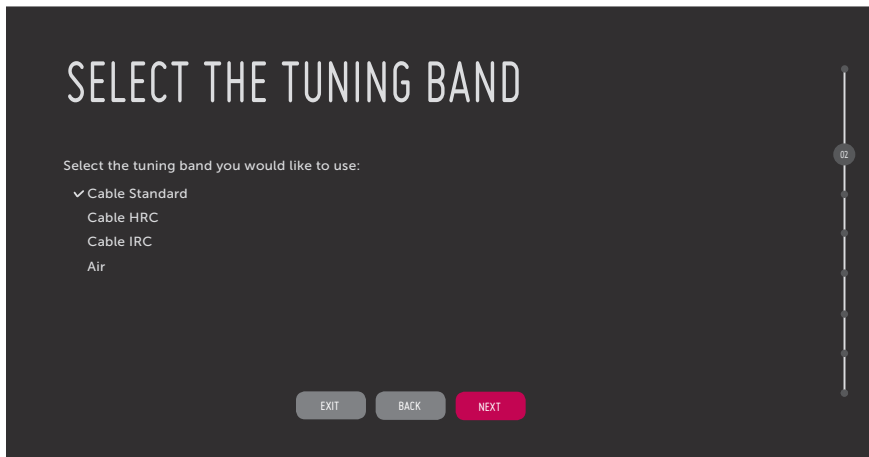 SELECT THE TUNING BAND
02
Select the tuning band you would like to use:
Cable Standard
Cable HRC
Cable IRC
Air
EXIT
BACK
NEXT